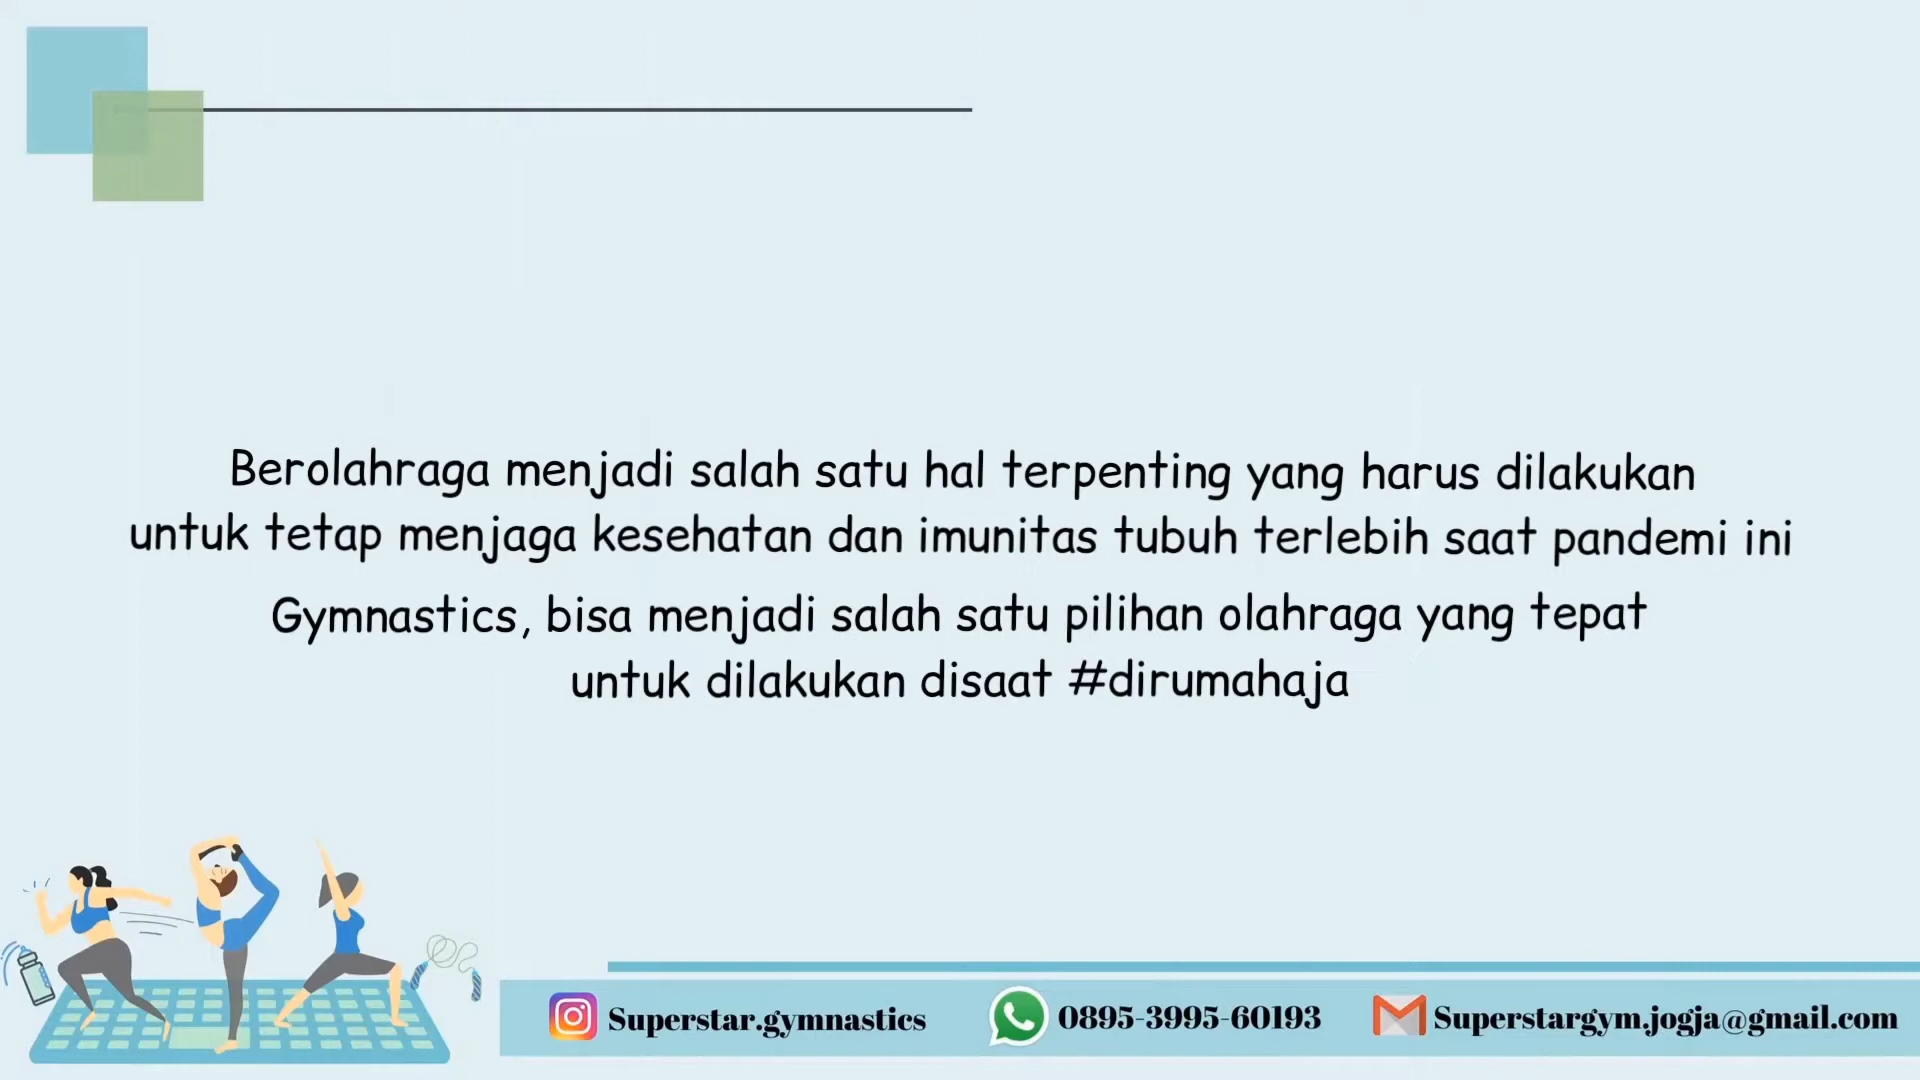 Berolahraga menjadi salah satu hal terpenting yang harus dilakukan
untuk tetap menjaga kesehatan dan imunitas tubuh terlebih saat pandemi ini
Gymnastics, bisa menjadi salah satu pilihan olahraga yang tepat
untuk dilakukan disaat #dirumahaja
Superstar.gymnastics 0895-3995-60193 Superstargym.jogja@gmail.com